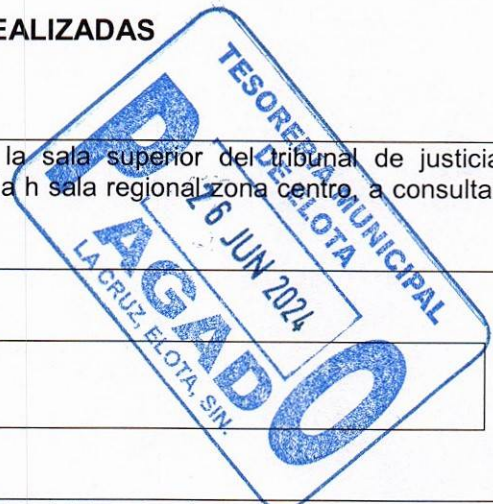 EALIZADAS
la sala superior del tribunal de justicia
a h sala regional zona centro, a consulta
TESORERIA MUNICIPAL
DE ELOTA
PAGADO
26 JUN 2024
LA CRUZ, ELOTA, SIN.